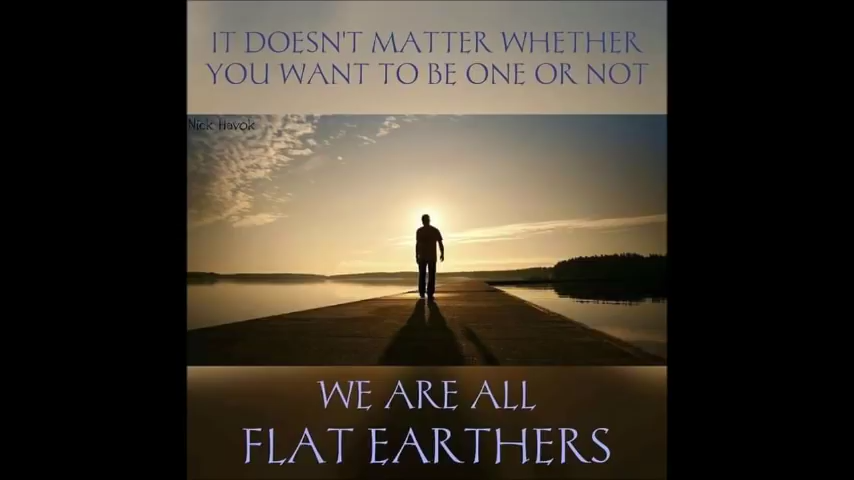 IT DOESN'T MATTER WHETHER
YOU WANT TO BE ONE OR NOT
Nick Havok
WE ARE ALL
FLAT EARTHERS